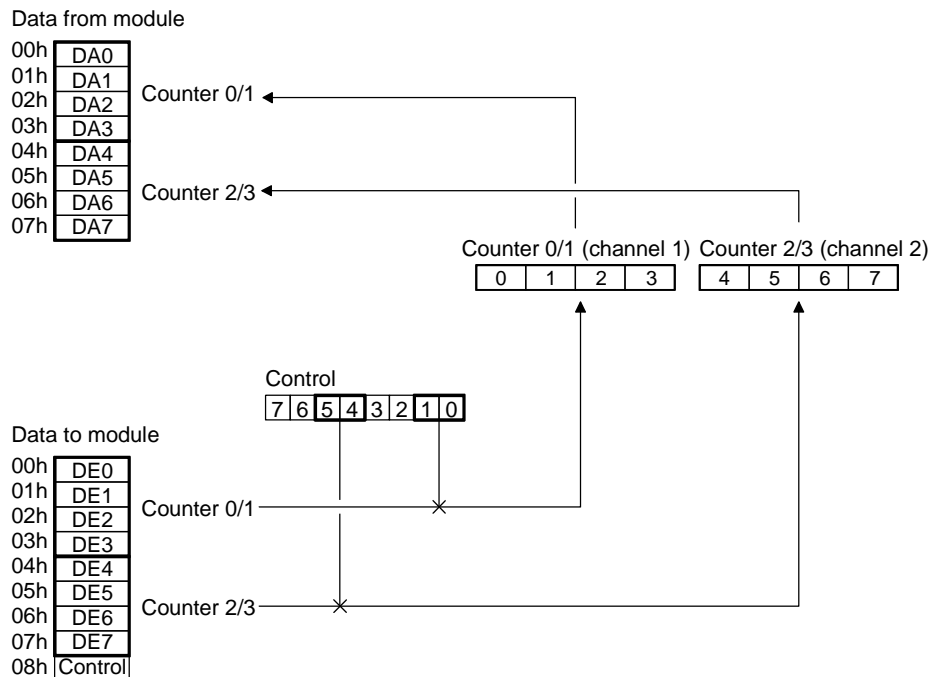 Data from module
00h DA0
01h DA1
02h DA2
03h DA3
04h DA4
05h DA5
06h DA6
07h DA7
Counter 0/1
Counter 2/3
Counter 0/1 (channel 1)
0 1 2 3
Counter 2/3 (channel 2)
4 5 6 7
Control
7 6 5 4 3 2 1 0
Data to module
00h DE0
01h DE1
02h DE2
03h DE3
04h DE4
05h DE5
06h DE6
07h DE7
08h Control
Counter 0/1
Counter 2/3